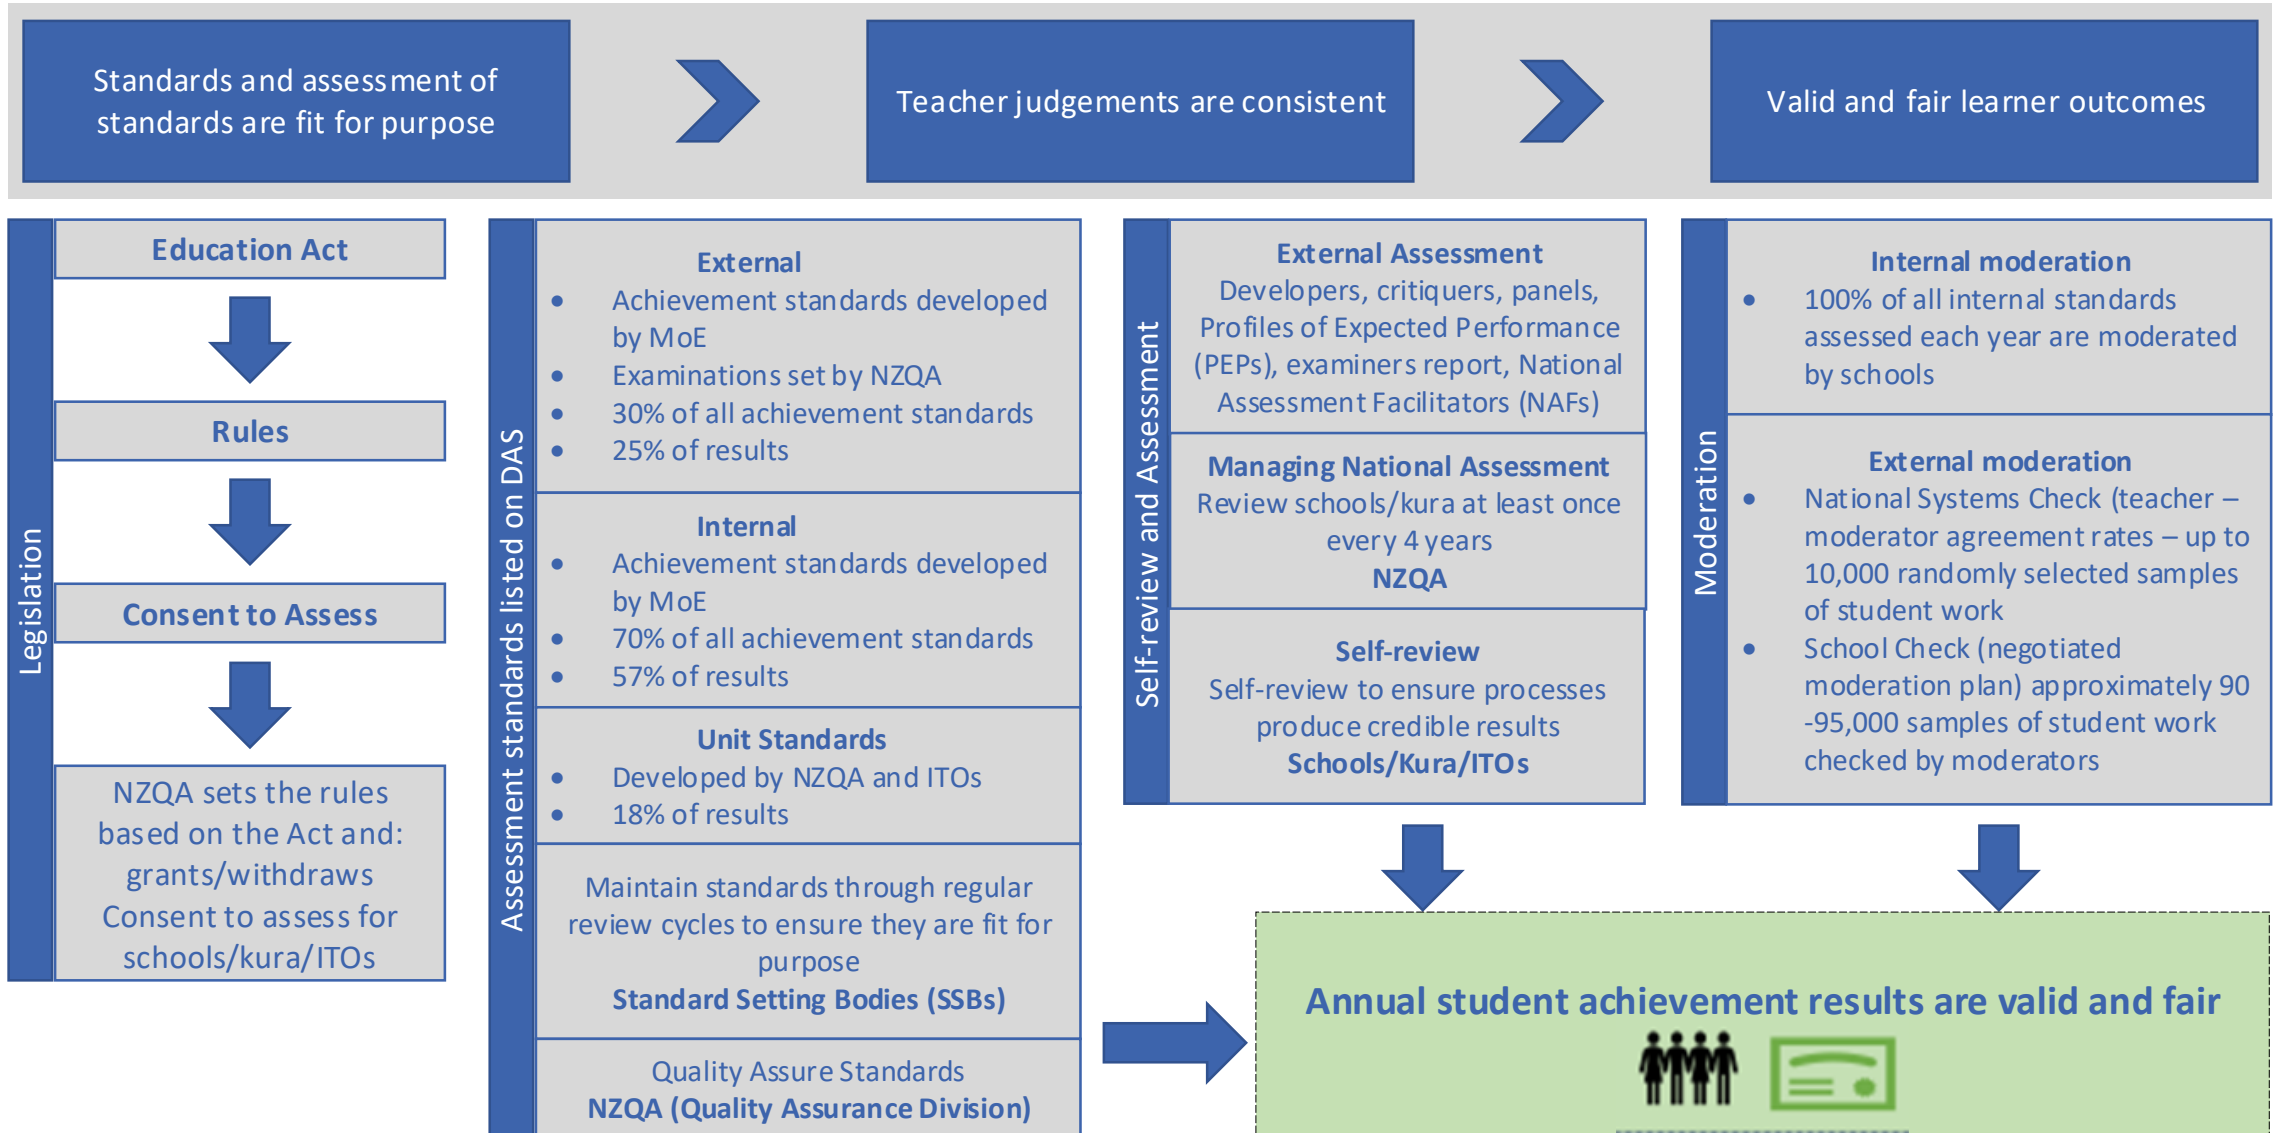 Standards and assessment of
standards are fit for purpose
Teacher judgements are consistent
Valid and fair learner outcomes
Legislation
Education Act
Rules
Consent to Assess
NZQA sets the rules
based on the Act and:
grants/withdraws
Consent to assess for
schools/kura/ITOs
Assessment standards listed on DAS
External
• Achievement standards developed
by MoE
• Examinations set by NZQA
• 30% of all achievement standards
• 25% of results
Internal
• Achievement standards developed
by MoE
• 70% of all achievement standards
• 57% of results
Unit Standards
• Developed by NZQA and ITOs
• 18% of results
Maintain standards through regular
review cycles to ensure they are fit for
purpose
Standard Setting Bodies (SSBs)
Quality Assure Standards
NZQA (Quality Assurance Division)
Self-review and Assessment
External Assessment
Developers, critiquers, panels,
Profiles of Expected Performance
(PEPs), examiners report, National
Assessment Facilitators (NAFs)
Managing National Assessment
Review schools/kura at least once
every 4 years
NZQA
Self-review
Self-review to ensure processes
produce credible results
Schools/Kura/ITOs
Moderation
Internal moderation
• 100% of all internal standards
assessed each year are moderated
by schools
External moderation
• National Systems Check (teacher –
moderator agreement rates – up to
10,000 randomly selected samples
of student work
• School Check (negotiated
moderation plan) approximately 90
-95,000 samples of student work
checked by moderators
Annual student achievement results are valid and fair